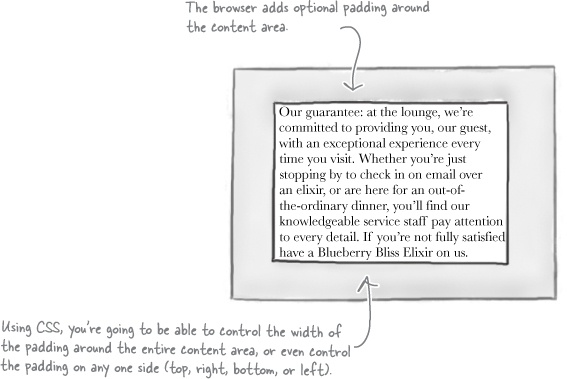 The browser adds optional padding around
the content area.
Our guarantee: at the lounge, we're
committed to providing you, our guest,
with an exceptional experience every
time you visit. Whether you're just
stopping by to check in on email over
an elixir, or are here for an out-of-
the-ordinary dinner, you'll find our
knowledgeable service staff pay attention
to every detail. If you're not fully satisfied
have a Blueberry Bliss Elixir on us.
Using CSS, you're going to be able to control the width of
the padding around the entire content area, or even control
the padding on any one side (top, right, bottom, or left).